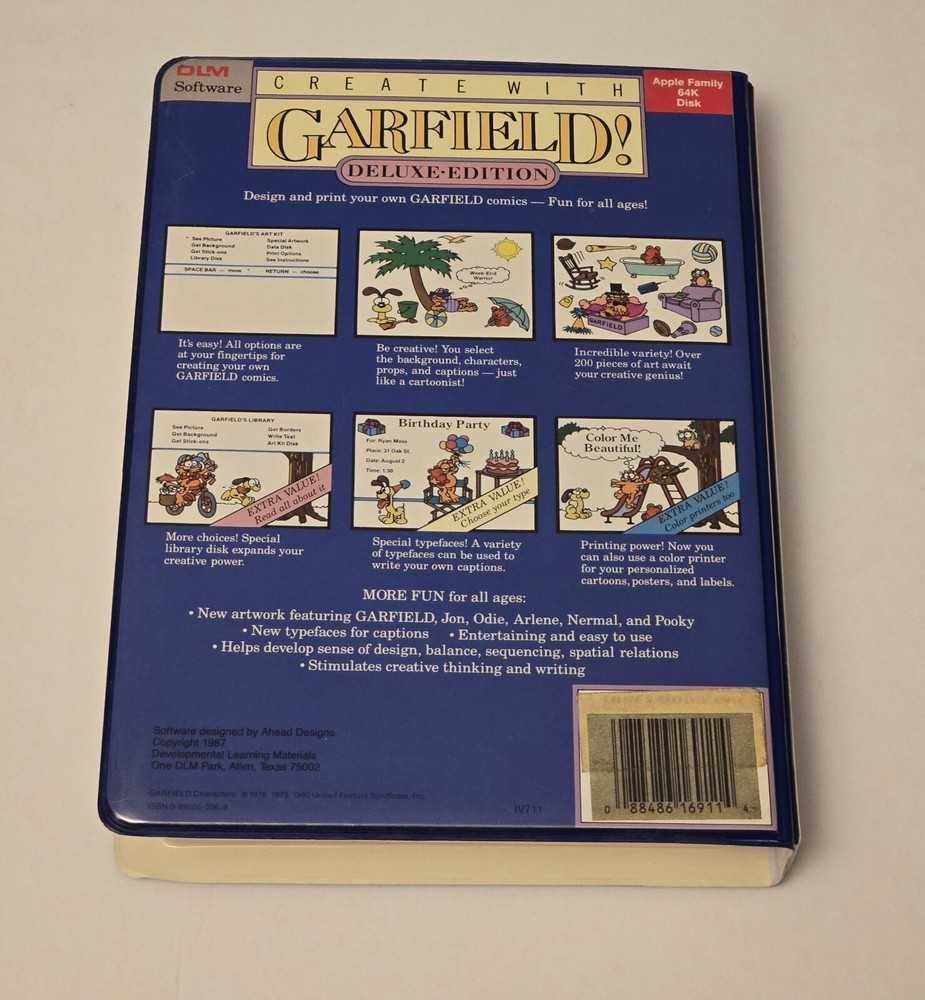 DLM
Software
CREATE WITH
GARFIELD!
DELUXE·EDITION
Apple Family
64K
Disk
Design and print your own GARFIELD comics — Fun for all ages!
GARFIELD'S ART KIT
See Picture
Get Background
Get Stick-ons
Library Disk
Special Artwork
Data Disk
Print Options
See Instructions
SPACE BAR — move
RETURN — choose
Week-End
Warrior
GARFIELD
It's easy! All options are
at your fingertips for
creating your own
GARFIELD comics.
Be creative! You select
the background, characters,
props, and captions — just
like a cartoonist!
Incredible variety! Over
200 pieces of art await
your creative genius!
GARFIELD'S LIBRARY
See Picture
Get Background
Get Stick-ons
Get Borders
Write Text
Art Kit Disk
EXTRA VALUE!
Read all about it
Birthday Party
For: Ryan Moss
Place: 31 Oak St.
Date: August 2
Time: 1:30
EXTRA VALUE!
Choose your type
Color Me
Beautiful!
EXTRA VALUE!
Color printers too
More choices! Special
library disk expands your
creative power.
Special typefaces! A variety
of typefaces can be used to
write your own captions.
Printing power! Now you
can also use a color printer
for your personalized
cartoons, posters, and labels.
MORE FUN for all ages:
• New artwork featuring GARFIELD, Jon, Odie, Arlene, Nermal, and Pooky
• New typefaces for captions • Entertaining and easy to use
• Helps develop sense of design, balance, sequencing, spatial relations
• Stimulates creative thinking and writing
Software designed by Ahead Designs
Copyright 1987
Developmental Learning Materials
One DLM Park, Allen, Texas 75002
GARFIELD Characters: © 1978, 1979, 1980 United Feature Syndicate, Inc.
IV711
0 88486 16911 4